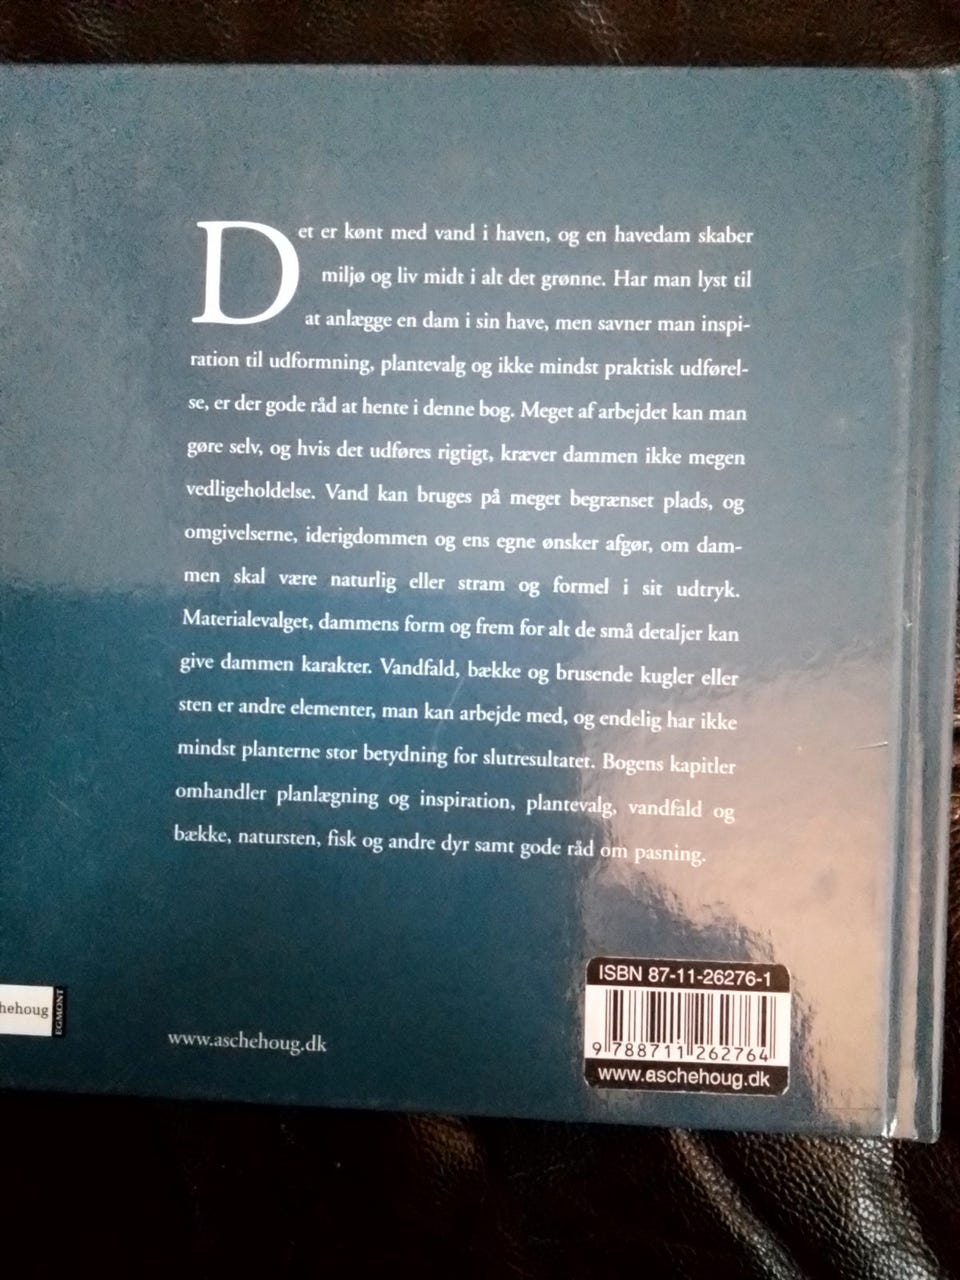 Det er kønt med vand i haven, og en havedam skaber
miljø og liv midt i alt det grønne. Har man lyst til
at anlægge en dam i sin have, men savner man inspi-
ration til udformning, plantevalg og ikke mindst praktisk udførel-
se, er der gode råd at hente i denne bog. Meget af arbejdet kan man
gøre selv, og hvis det udføres rigtigt, kræver dammen ikke megen
vedligeholdelse. Vand kan bruges på meget begrænset plads, og
omgivelserne, iderigdommen og ens egne ønsker afgør, om dam-
men skal være naturlig eller stram og formel i sit udtryk.
Materialevalget, dammens form og frem for alt de små detaljer kan
give dammen karakter. Vandfald, bække og brusende kugler eller
sten er andre elementer, man kan arbejde med, og endelig har ikke
mindst planterne stor betydning for slutresultatet. Bogens kapitler
omhandler planlægning og inspiration, plantevalg, vandfald og
bække, natursten, fisk og andre dyr samt gode råd om pasning.
hehoug
EGMONT
www.aschehoug.dk
ISBN 87-11-26276-1
9 788711 262764
www.aschehoug.dk